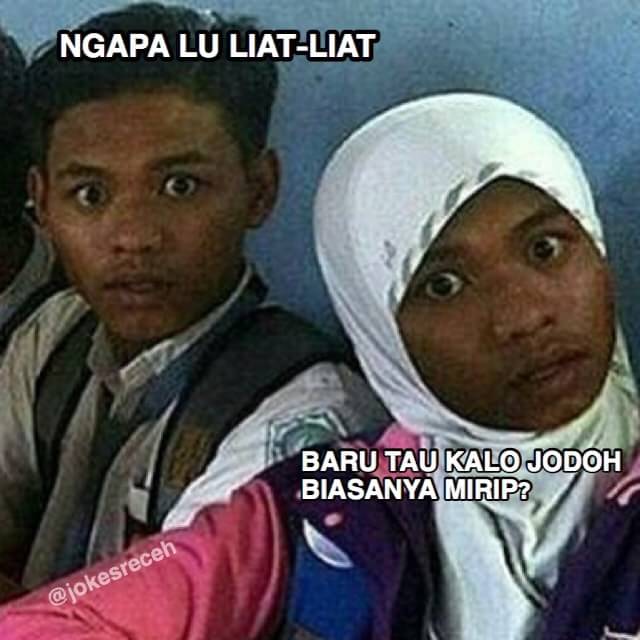 NGAPA LU LIAT-LIAT
BARU TAU KALO JODOH
BIASANYA MIRIP?
@jokesreceh